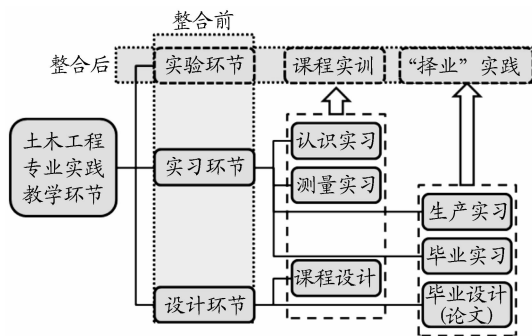 整合前
整合后
实验环节
课程实训
“择业”实践
土木工程
专业实践
教学环节
实习环节
认识实习
测量实习
生产实习
毕业实习
课程设计
设计环节
毕业设计
(论文)